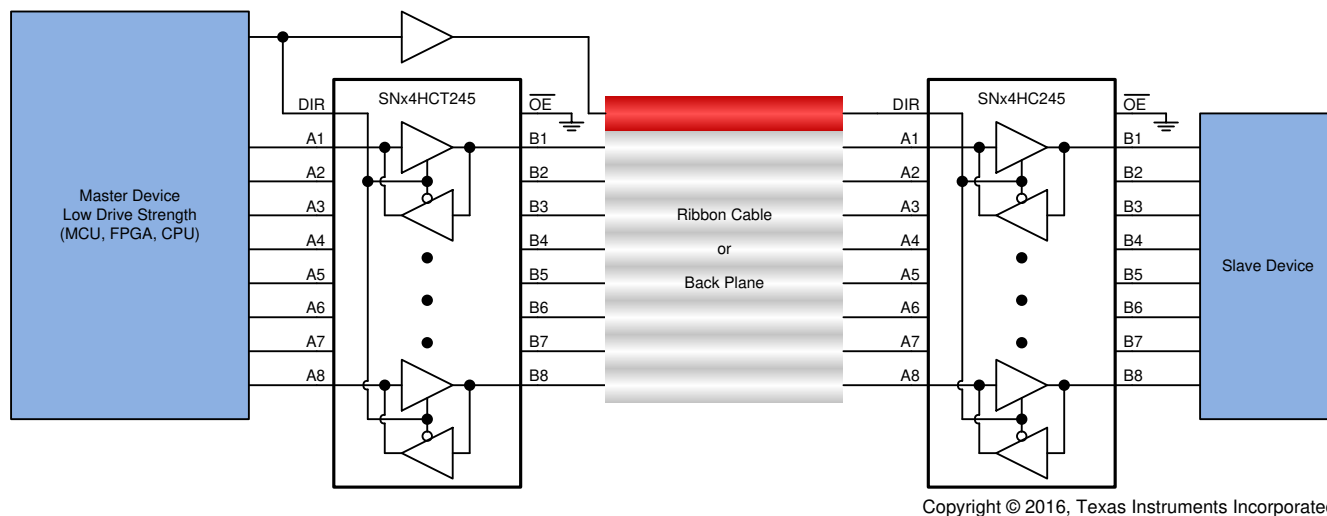 SNx4HCT245
SNx4HC245
DIR
OE
DIR
OE
A1
B1
A1
B1
A2
B2
A2
B2
Master Device
Low Drive Strength
(MCU, FPGA, CPU)
A3
B3
Ribbon Cable
or
Back Plane
A3
B3
A4
B4
A4
B4
A5
B5
A5
B5
Slave Device
A6
B6
A6
B6
A7
B7
A7
B7
A8
B8
A8
B8
Copyright © 2016, Texas Instruments Incorporate